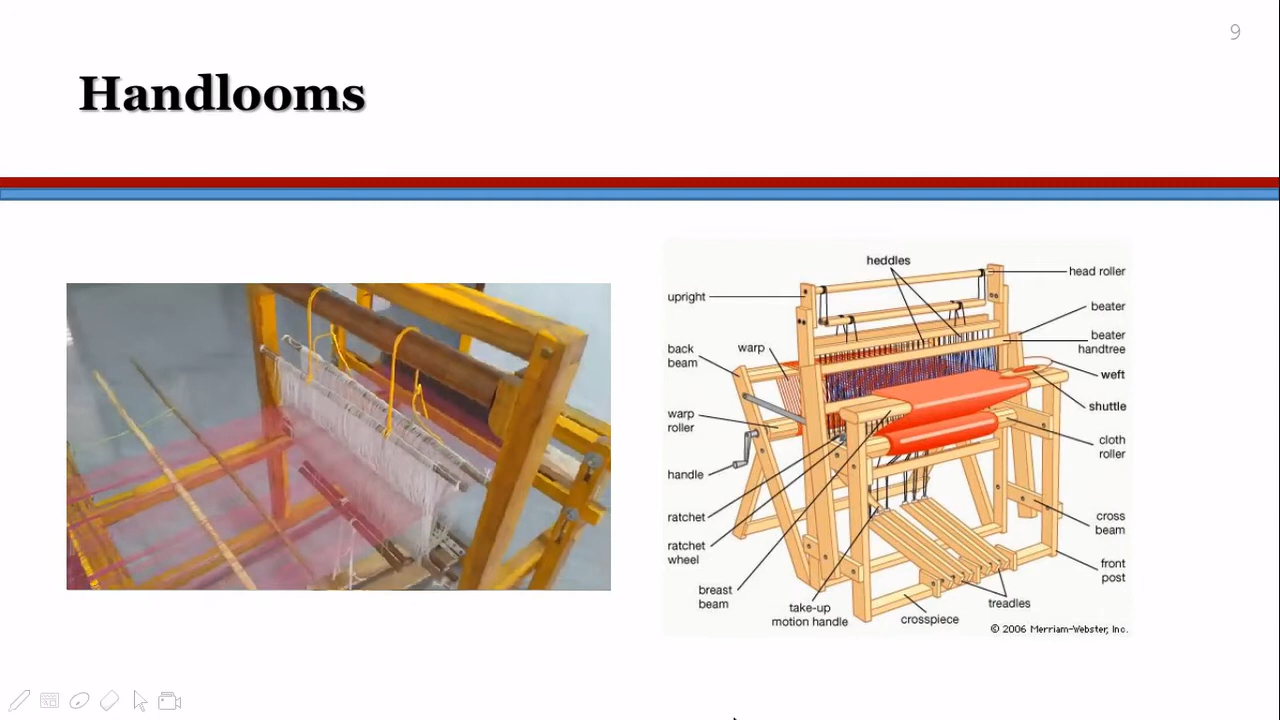 9
Handlooms
heddles
head roller
upright
beater
beater
handtree
back
beam
warp
weft
shuttle
warp
roller
cloth
roller
handle
ratchet
cross
beam
ratchet
wheel
front
post
breast
beam
take-up
motion handle
treadles
crosspiece
© 2006 Merriam-Webster, Inc.